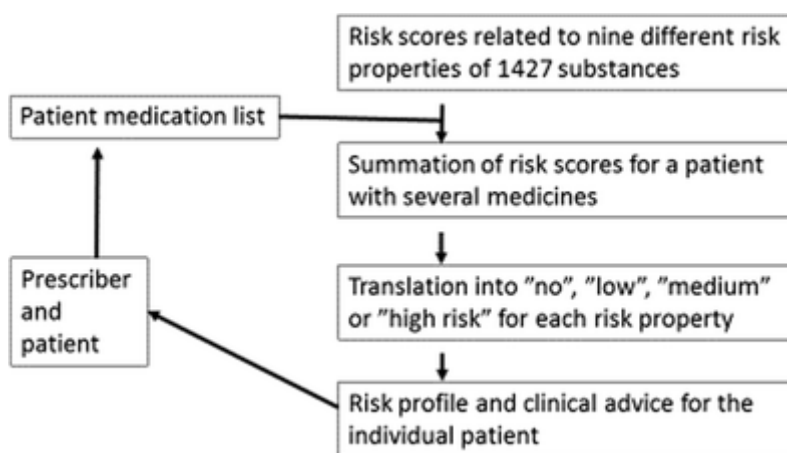 Risk scores related to nine different risk
properties of 1427 substances
Patient medication list
Summation of risk scores for a patient
with several medicines
Prescriber
and
patient
Translation into ”no”, ”low”, ”medium”
or ”high risk” for each risk property
Risk profile and clinical advice for the
individual patient